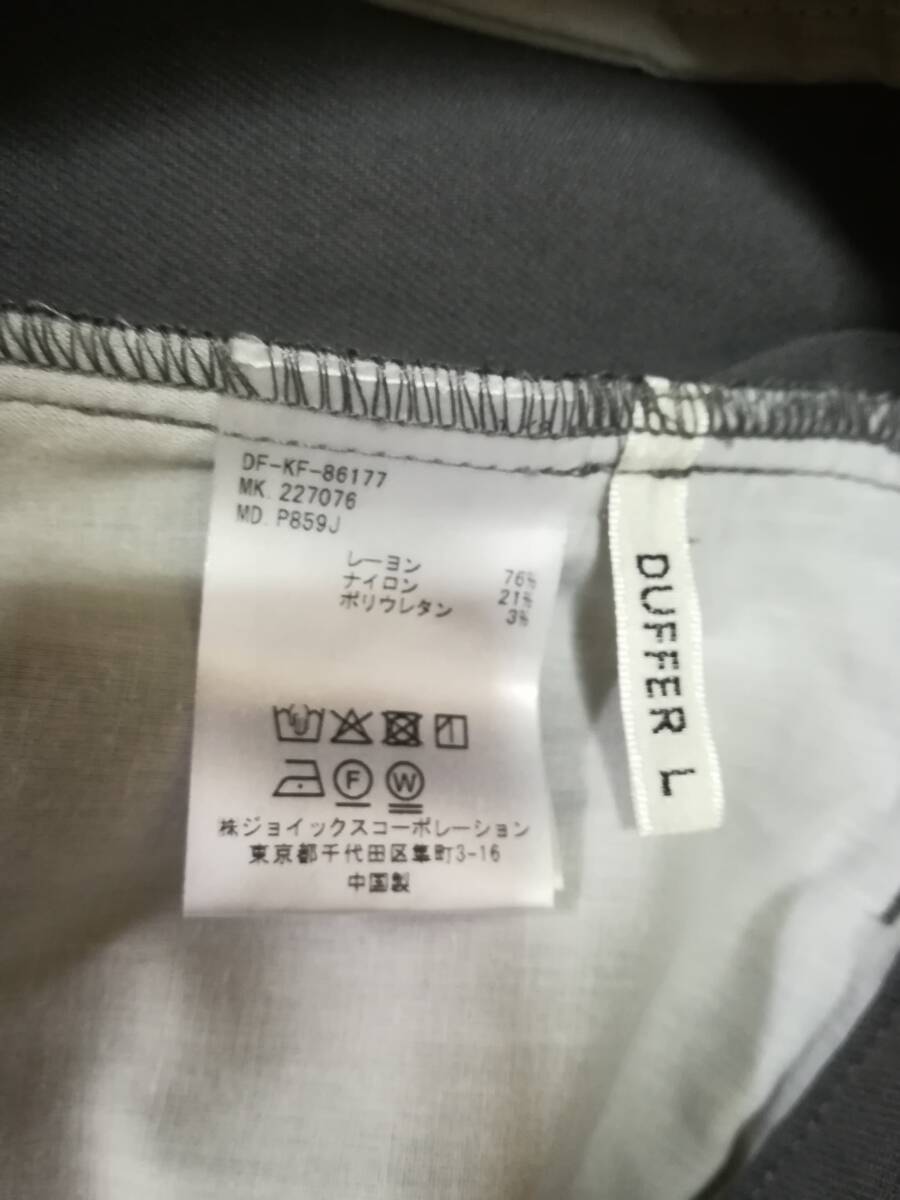 DF-KF-86177
MK. 227076
MD. P859J
レーヨン 76%
ナイロン 21%
ポリウレタン 3%
F W
株ジョイックスコーポレーション
東京都千代田区隼町3-16
中国製
DUFFER L